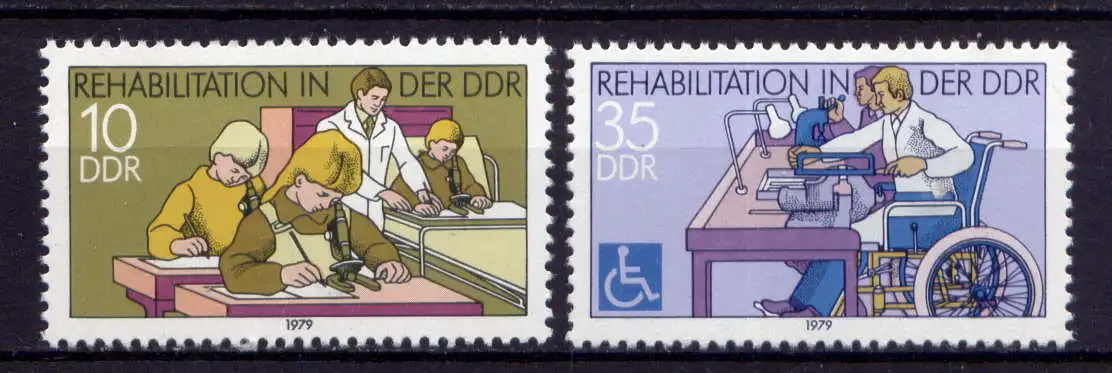 REHABILITATION IN DER DDR
10
DDR
1979
REHABILITATION IN DER DDR
35
DDR
1979